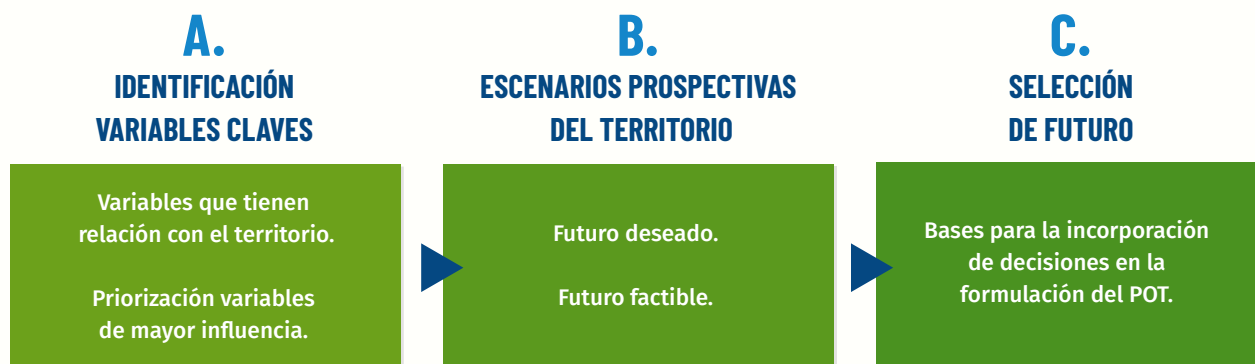 A.
IDENTIFICACIÓN
VARIABLES CLAVES
Variables que tienen
relación con el territorio.
Priorización variables
de mayor influencia.
B.
ESCENARIOS PROSPECTIVAS
DEL TERRITORIO
Futuro deseado.
Futuro factible.
C.
SELECCIÓN
DE FUTURO
Bases para la incorporación
de decisiones en la
formulación del POT.